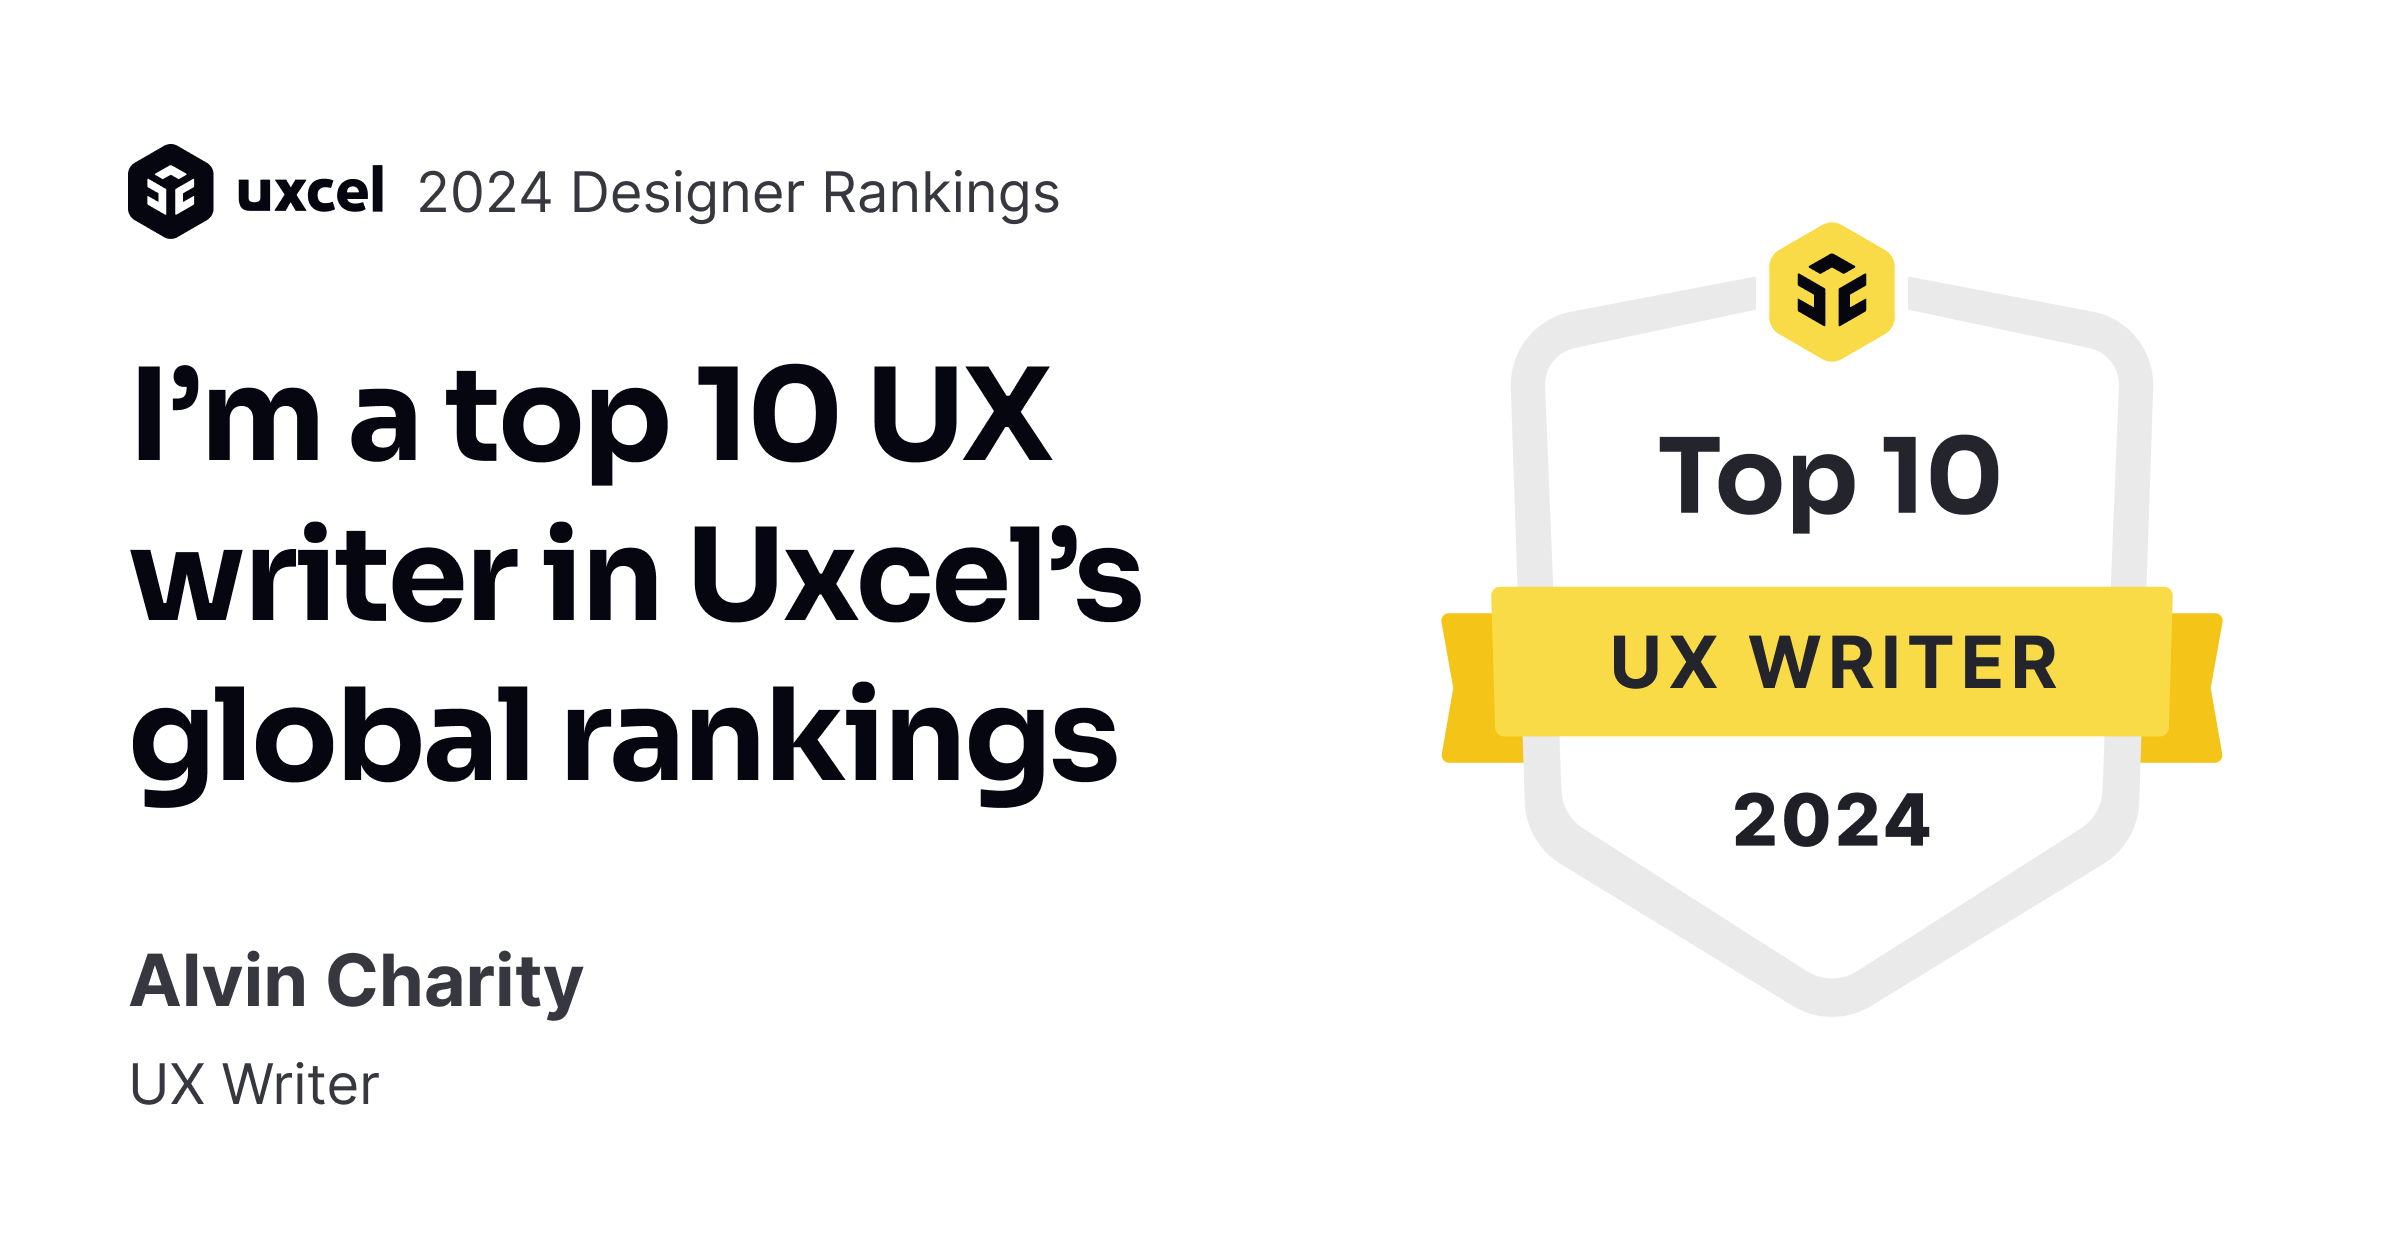 uxcel 2024 Designer Rankings
I’m a top 10 UX
writer in Uxcel’s
global rankings
Alvin Charity
UX Writer
Top 10
UX WRITER
2024